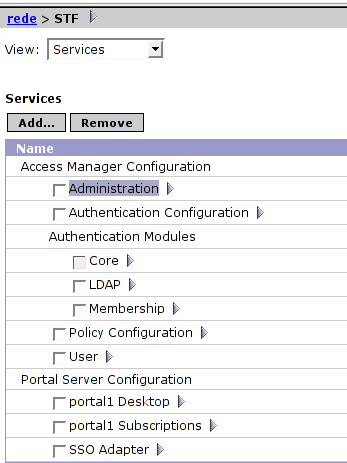 rede > STF
View: Services
Services
Add... Remove
Name
Access Manager Configuration
Administration
Authentication Configuration
Authentication Modules
Core
LDAP
Membership
Policy Configuration
User
Portal Server Configuration
portal1 Desktop
portal1 Subscriptions
SSO Adapter